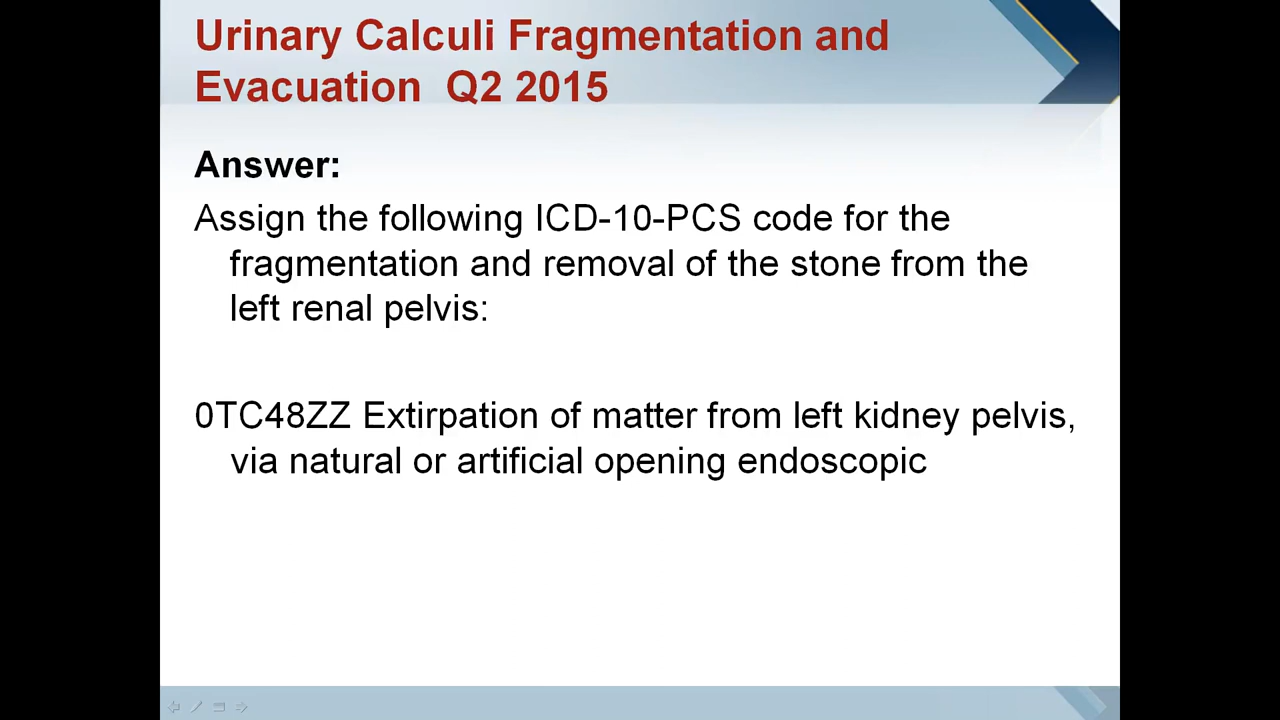 Urinary Calculi Fragmentation and
Evacuation Q2 2015
Answer:
Assign the following ICD-10-PCS code for the
fragmentation and removal of the stone from the
left renal pelvis:
0TC48ZZ Extirpation of matter from left kidney pelvis,
via natural or artificial opening endoscopic